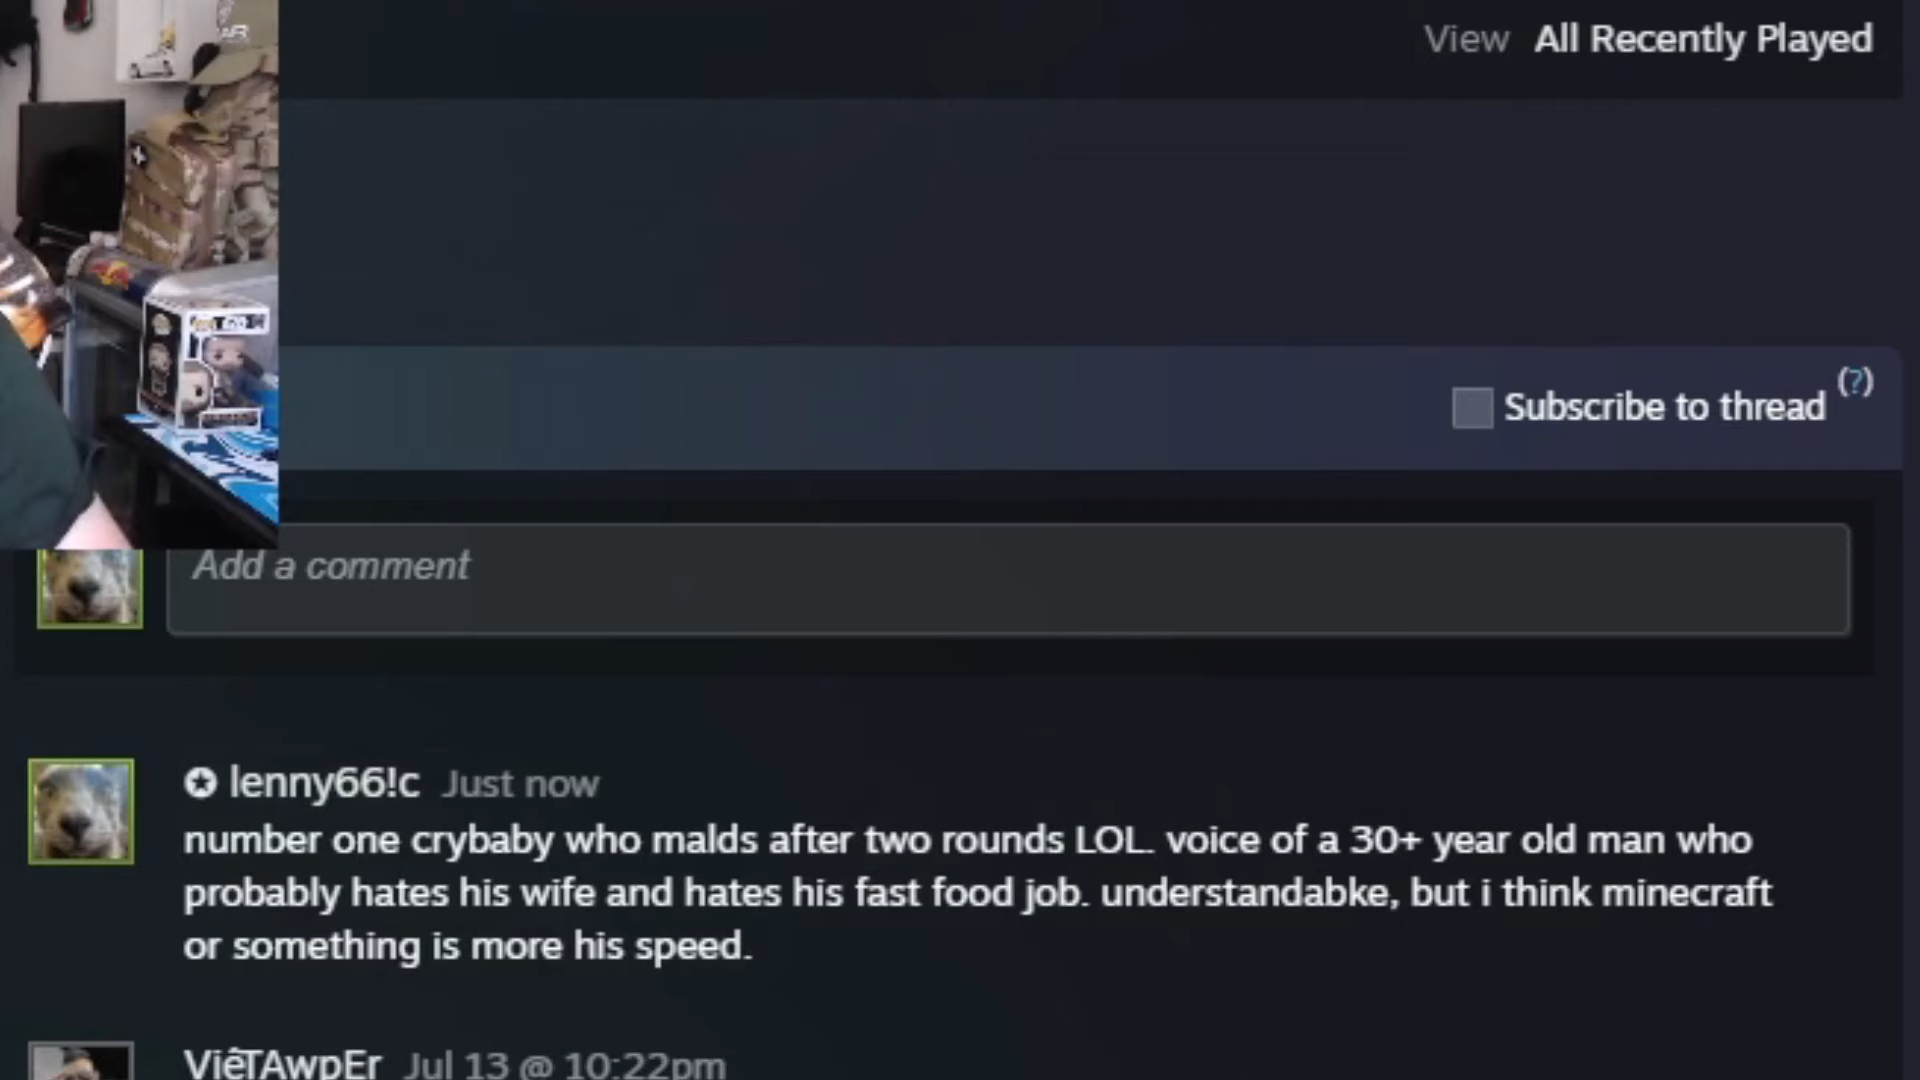 View All Recently Played
Subscribe to thread (?)
Add a comment
lenny66!c Just now
number one crybaby who malds after two rounds LOL. voice of a 30+ year old man who
probably hates his wife and hates his fast food job. understandabke, but i think minecraft
or something is more his speed.
ViêTAwpEr Jul 13 @ 10:22pm